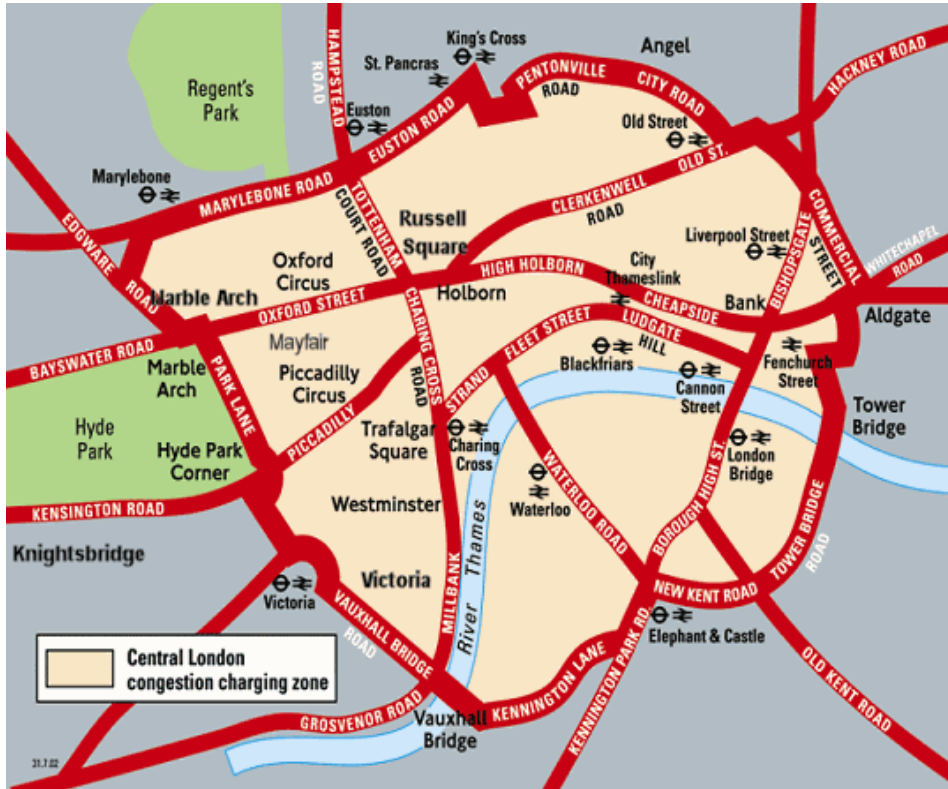 HAMPSTEAD
ROAD
King's Cross
St. Pancras
Angel
Regent's
Park
Euston
EUSTON ROAD
PENTONVILLE
ROAD
CITY ROAD
HACKNEY ROAD
Old Street
OLD ST.
Marylebone
MARYLEBONE ROAD
TOTTENHAM
COURT ROAD
CLERKENWELL
ROAD
EDGWARE
ROAD
Russell
Square
Liverpool Street
BISHOPSGATE
COMMERCIAL
STREET
WHITECHAPEL
ROAD
Oxford
Circus
City
Thameslink
HIGH HOLBORN
Holborn
Marble Arch
OXFORD STREET
CHEAPSIDE
Bank
Aldgate
CHARING CROSS
ROAD
FLEET STREET
LUDGATE
HILL
Mayfair
BAYSWATER ROAD
Marble
Arch
PARK LANE
Piccadilly
Circus
PICCADILLY
STRAND
Blackfriars
Cannon
Street
Fenchurch
Street
Tower
Bridge
Hyde
Park
Hyde Park
Corner
Trafalgar
Square
Charing
Cross
Waterloo
WATERLOO ROAD
BOROUGH HIGH ST.
London
Bridge
TOWER BRIDGE
ROAD
KENSINGTON ROAD
Westminster
Knightsbridge
Victoria
Victoria
MILLBANK
River Thames
VAUXHALL BRIDGE
ROAD
NEW KENT ROAD
Elephant & Castle
Central London
congestion charging zone
KENNINGTON LANE
KENNINGTON PARK RD.
OLD KENT ROAD
GROSVENOR ROAD
Vauxhall
Bridge
31.7.02